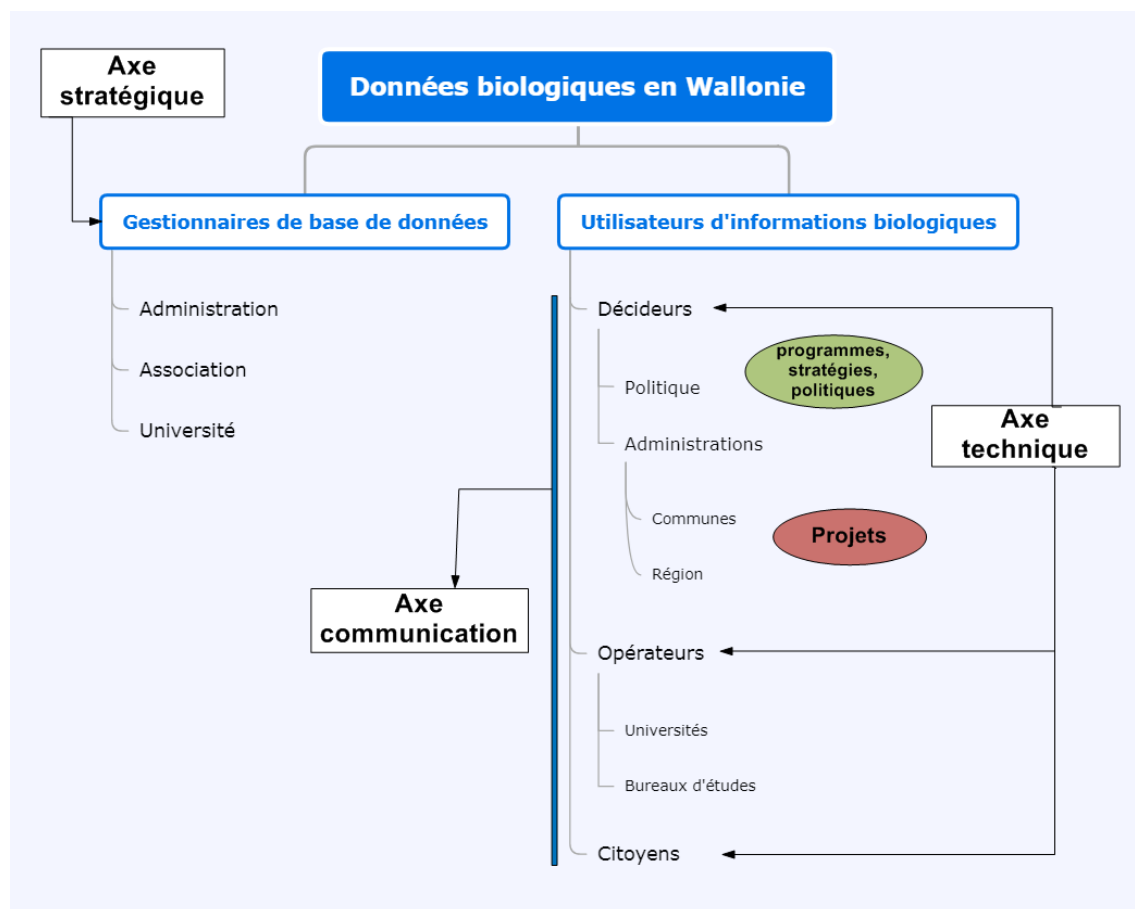 Axe
stratégique
Données biologiques en Wallonie
Gestionnaires de base de données
Administration
Association
Université
Utilisateurs d'informations biologiques
Décideurs
programmes,
stratégies,
politiques
Politique
Administrations
Communes
Projets
Région
Opérateurs
Universités
Bureaux d'études
Citoyens
Axe
technique
Axe
communication